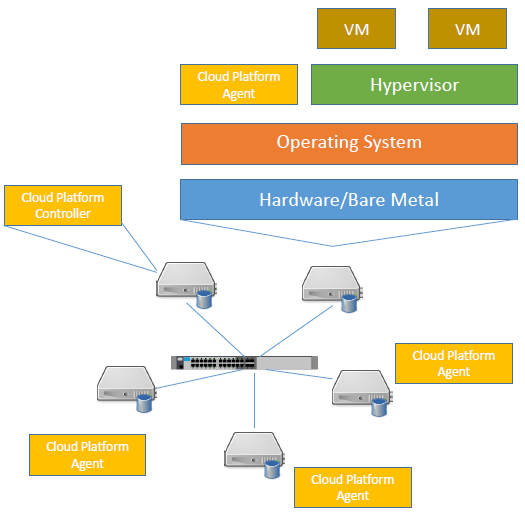 VM
VM
Cloud Platform
Agent
Hypervisor
Operating System
Hardware/Bare Metal
Cloud Platform
Controller
Cloud Platform
Agent
Cloud Platform
Agent
Cloud Platform
Agent